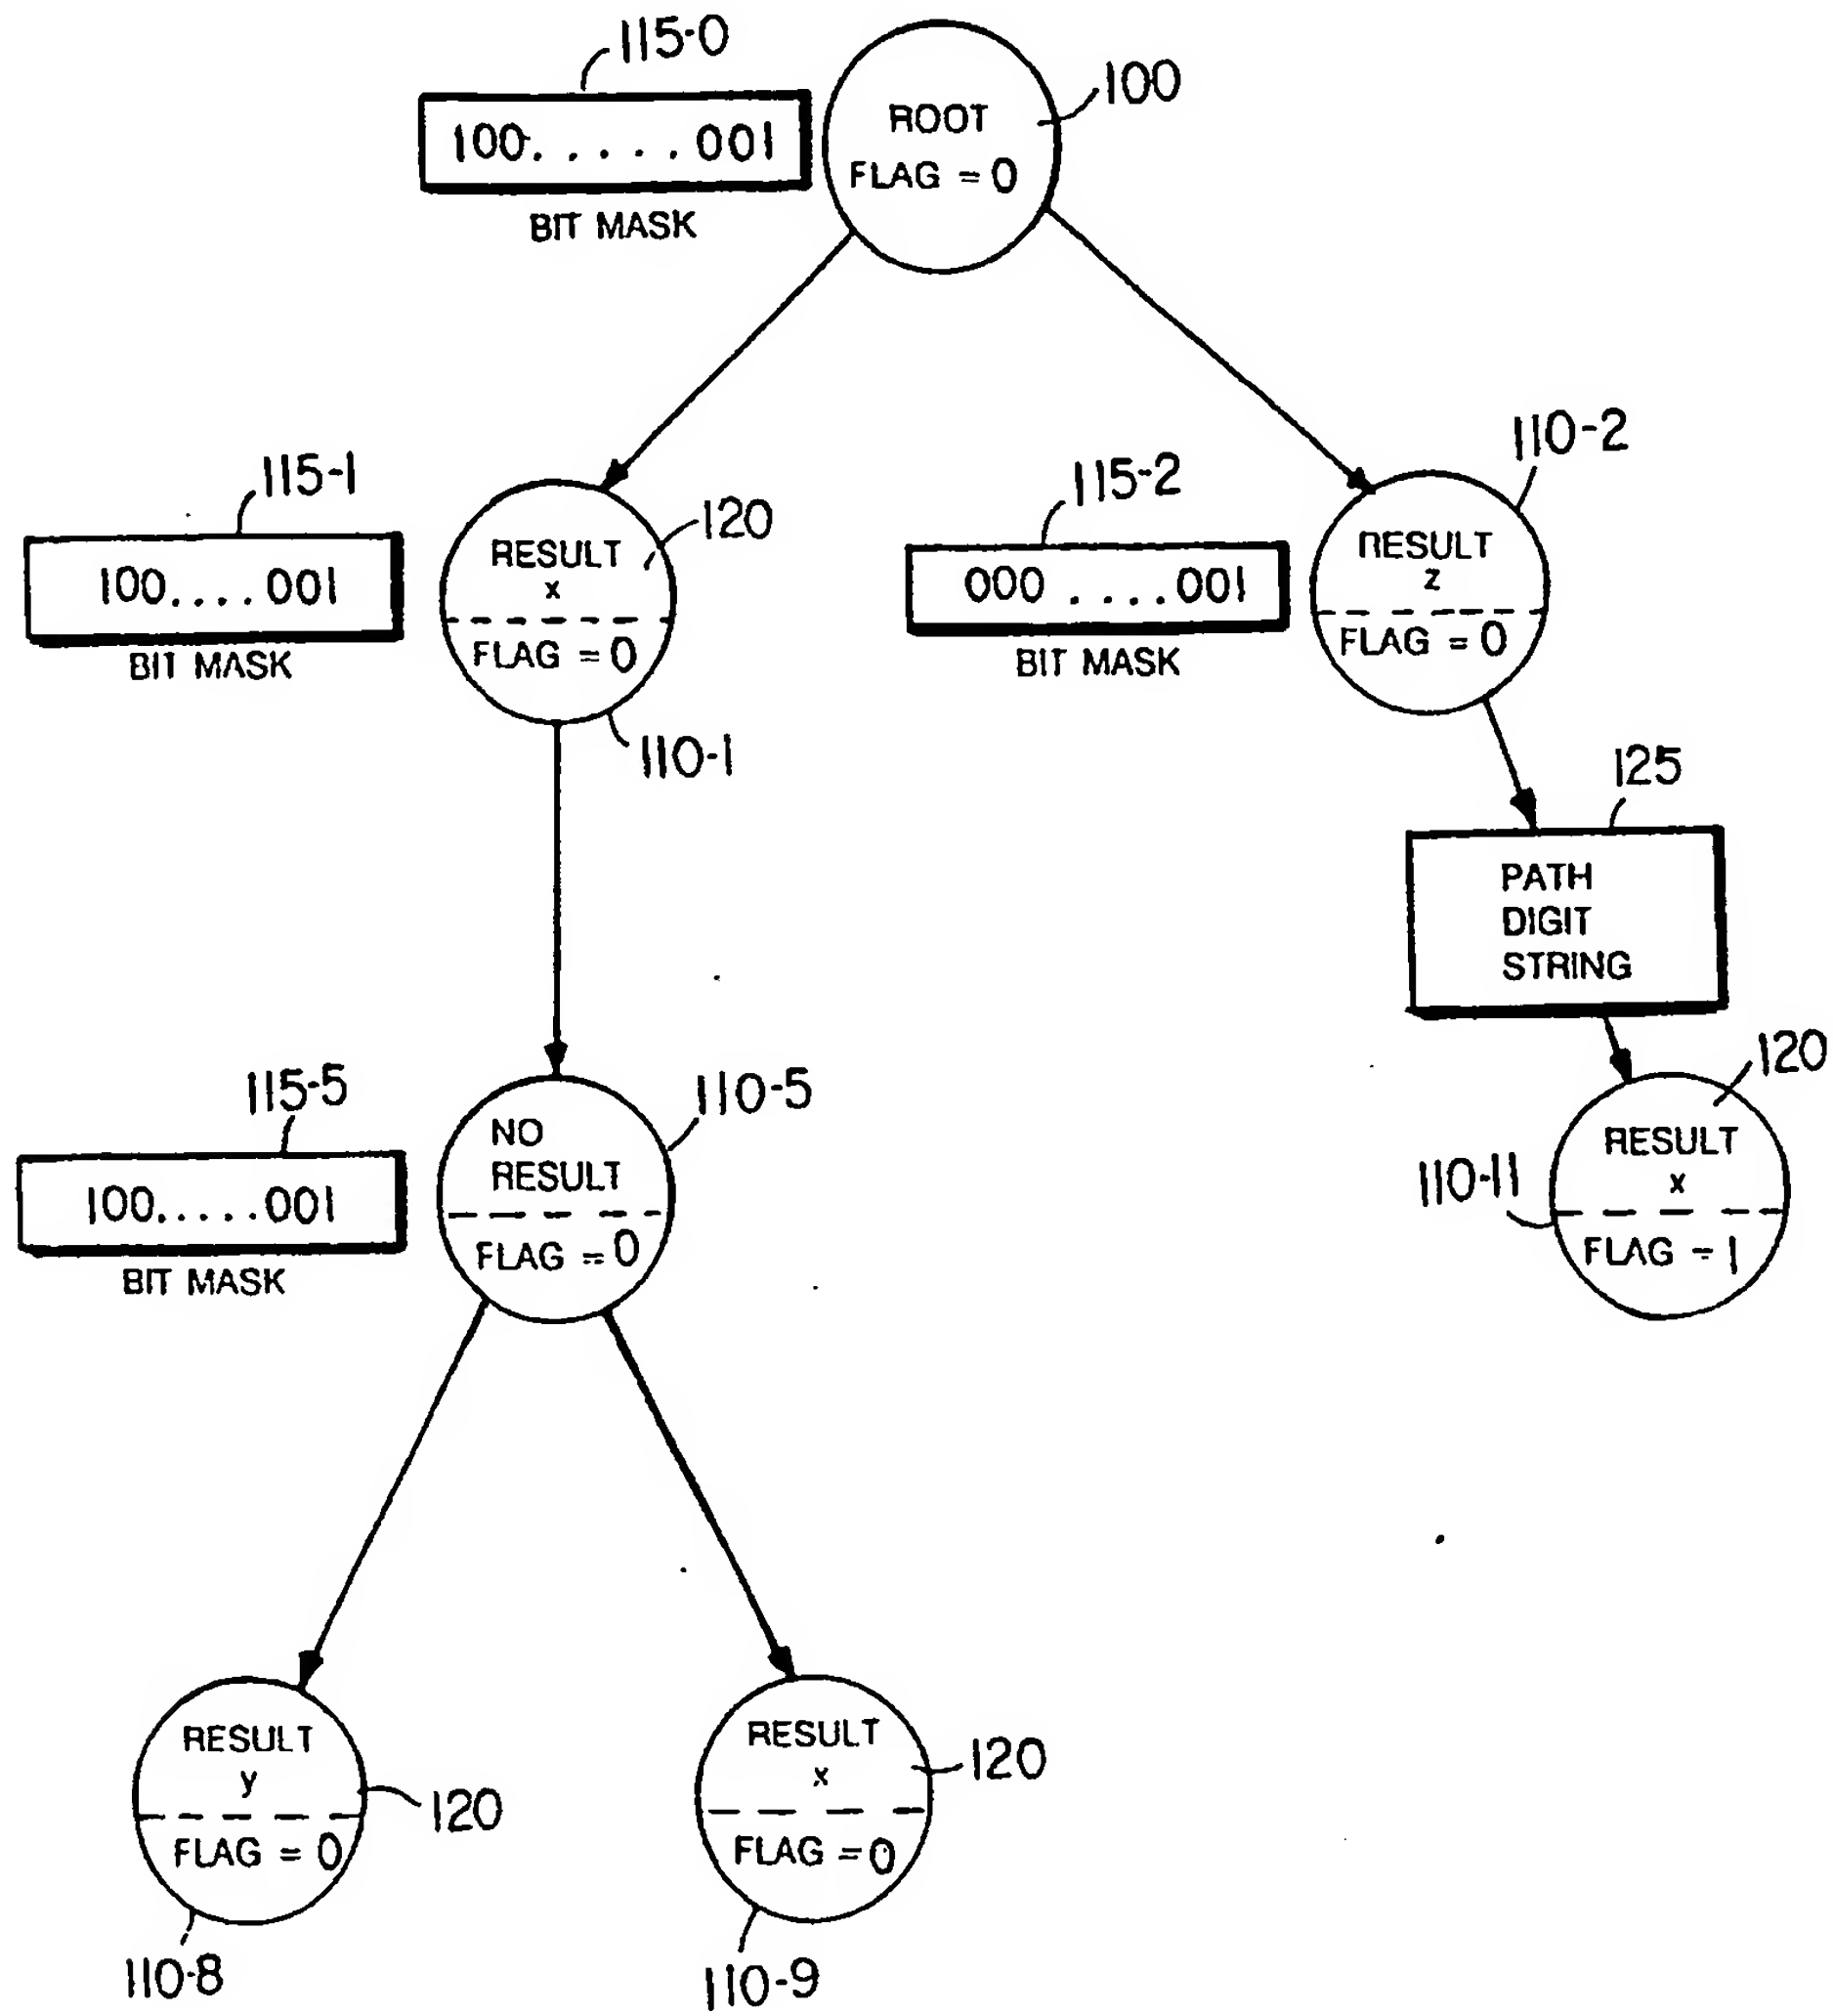 115-0
100
100.....001
ROOT
FLAG = 0
BIT MASK
110-2
115-1
115-2
120
100....001
RESULT
x
FLAG = 0
000 ....001
RESULT
z
FLAG = 0
BIT MASK
BIT MASK
110-1
125
PATH
DIGIT
STRING
120
115-5
110-5
NO
RESULT
FLAG = 0
100.....001
BIT MASK
RESULT
x
110-11
FLAG = 1
RESULT
y
FLAG = 0
120
RESULT
x
FLAG = 0
120
110-8
110-9